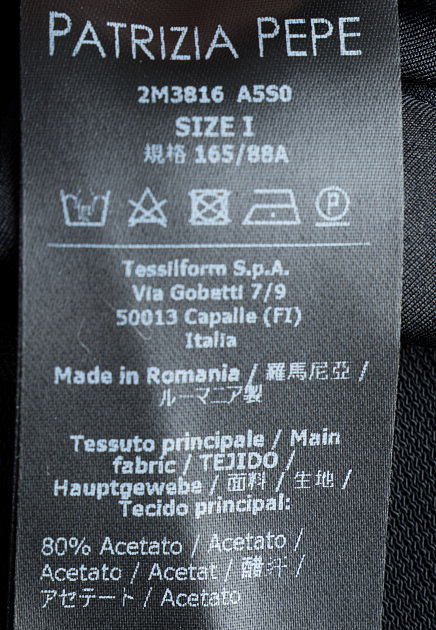 PATRIZIA PEPE
2M3816 A5S0
SIZE I
規格 165/88A
P
Tessilform S.p.A.
Via Gobetti 7/9
50013 Capalle (FI)
Italia
Made in Romania / 羅馬尼亞 /
ルーマニア製
Tessuto principale / Main
fabric / TEJIDO /
Hauptgewebe / 面料 / 生地 /
Tecido principal:
80% Acetato / Acetato /
Acetato / Acetat / 醋纤 /
アセテート / Acetato